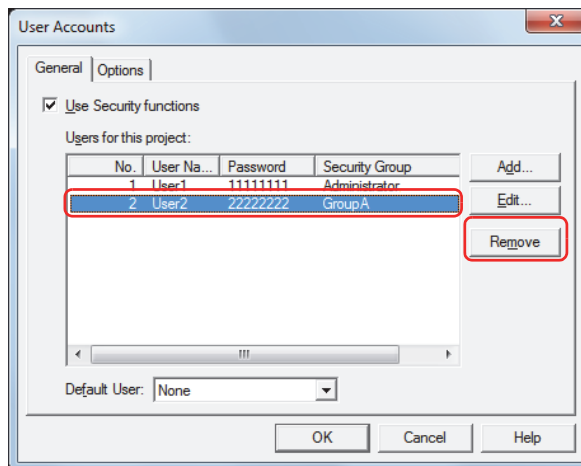 User Accounts
General Options
Use Security functions
Users for this project:
No. User Na... Password Security Group
1 User1 11111111 Administrator
2 User2 22222222 GroupA
Add...
Edit...
Remove
Default User: None
OK Cancel Help